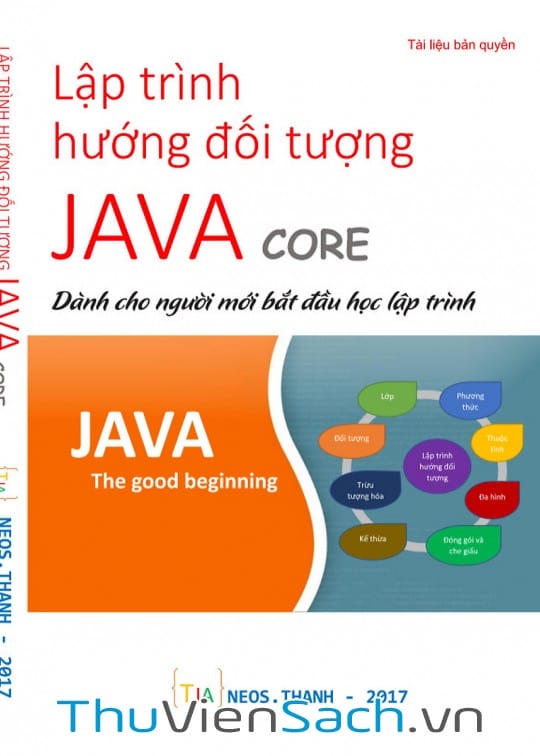 Tài liệu bản quyền
Lập trình
hướng đối tượng
JAVA CORE
Dành cho người mới bắt đầu học lập trình
JAVA
The good beginning
Lớp
Phương
thức
Đối tượng
Thuộc
tính
Lập trình
hướng đối
tượng
Trừu
tượng hóa
Đa hình
Kế thừa
Đóng gói và
che giấu
{TIA} NEOS.THANH - 2017
ThuVienSach.vn
LẬP TRÌNH HƯỚNG ĐỐI TƯỢNG JAVA CORE {TIA} NEOS.THANH - 2017